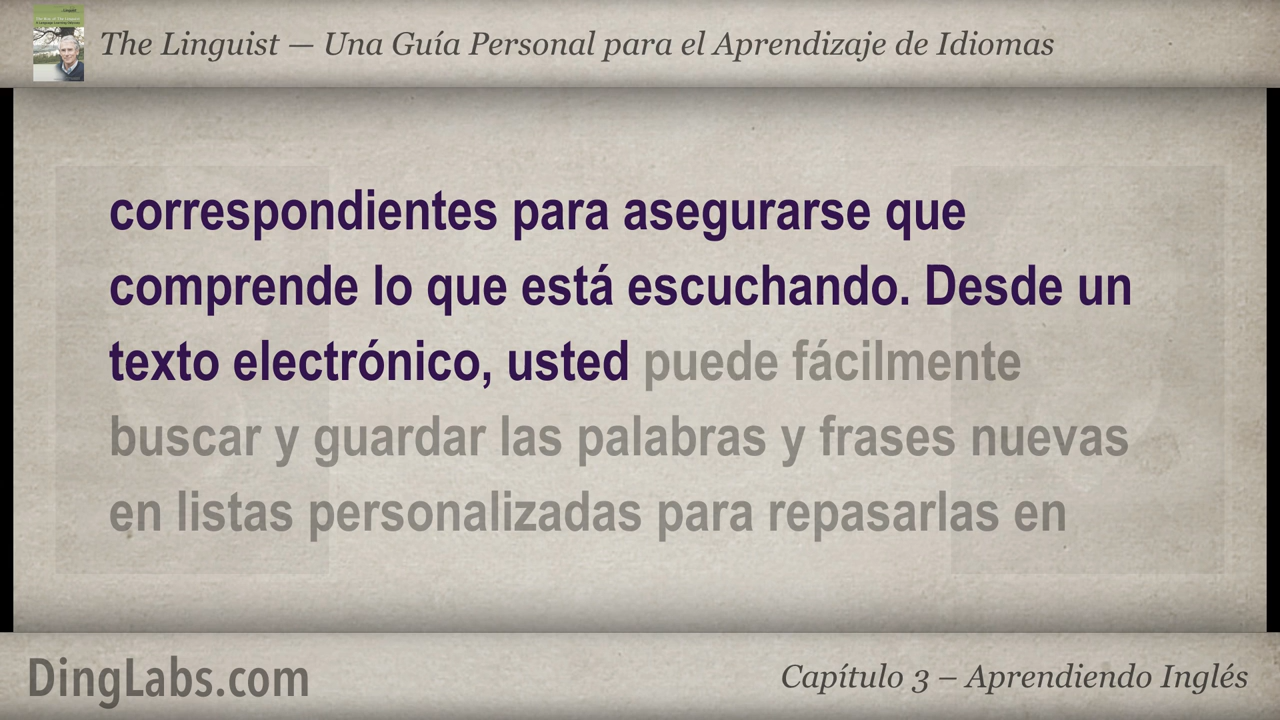 The Linguist — Una Guía Personal para el Aprendizaje de Idiomas
correspondientes para asegurarse que
comprende lo que está escuchando. Desde un
texto electrónico, usted puede fácilmente
buscar y guardar las palabras y frases nuevas
en listas personalizadas para repasarlas en
DingLabs.com
Capítulo 3 – Aprendiendo Inglés